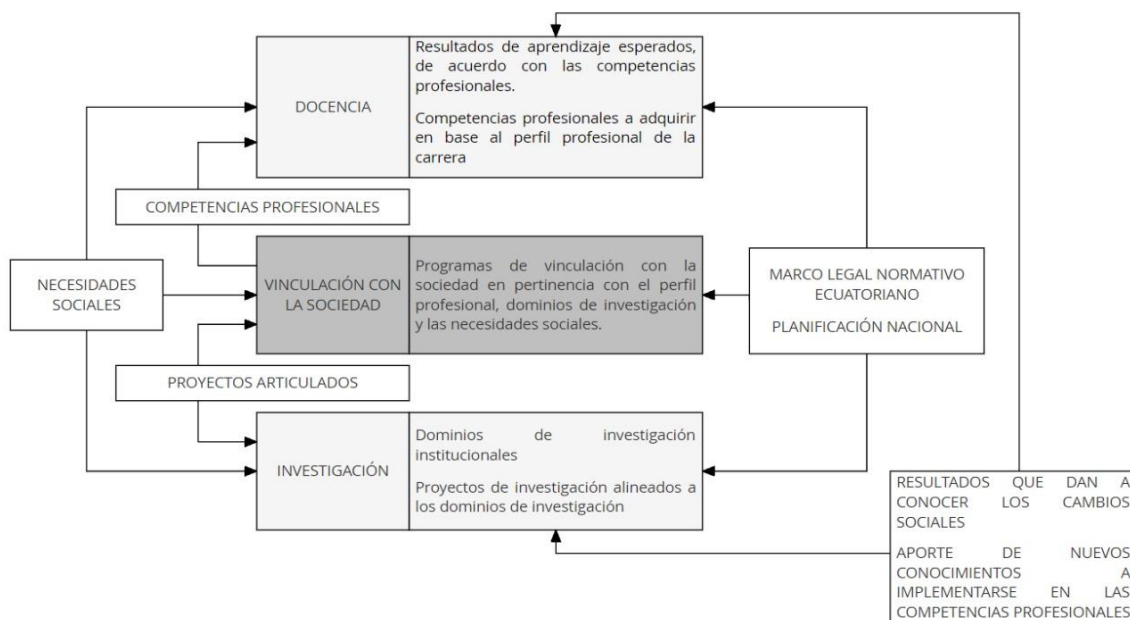 DOCENCIA
Resultados de aprendizaje esperados,
de acuerdo con las competencias
profesionales.
Competencias profesionales a adquirir
en base al perfil profesional de la
carrera
COMPETENCIAS PROFESIONALES
NECESIDADES
SOCIALES
VINCULACIÓN CON
LA SOCIEDAD
Programas de vinculación con la
sociedad en pertinencia con el perfil
profesional, dominios de investigación
y las necesidades sociales.
MARCO LEGAL NORMATIVO
ECUATORIANO
PLANIFICACIÓN NACIONAL
PROYECTOS ARTICULADOS
INVESTIGACIÓN
Dominios de investigación
institucionales
Proyectos de investigación alineados a
los dominios de investigación
RESULTADOS QUE DAN A
CONOCER LOS CAMBIOS
SOCIALES
APORTE DE NUEVOS
CONOCIMIENTOS A
IMPLEMENTARSE EN LAS
COMPETENCIAS PROFESIONALES